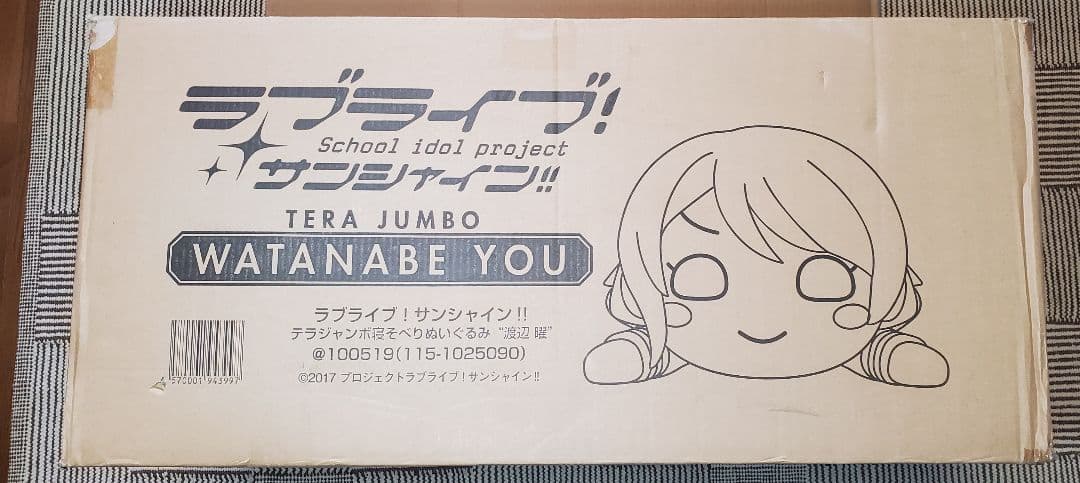 ラブライブ!
School idol project
サンシャイン!!
TERA JUMBO
WATANABE YOU
ラブライブ!サンシャイン!!
テラジャンボ寝そべりぬいぐるみ “渡辺 曜”
@100519(115-1025090)
©2017 プロジェクトラブライブ!サンシャイン!!
4 570001 943997